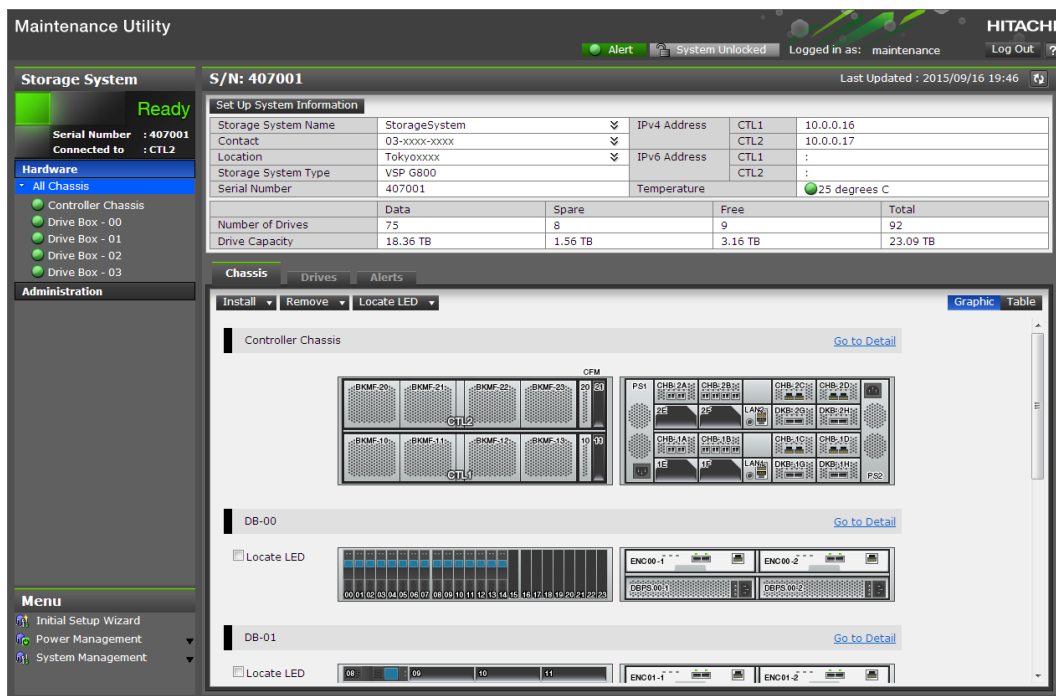 Maintenance Utility
HITACHI
Alert
System Unlocked
Logged in as: maintenance
Log Out
?
Storage System
S/N: 407001
Last Updated : 2015/09/16 19:46
Ready
Serial Number : 407001
Connected to : CTL2
Set Up System Information
Storage System Name StorageSystem IPv4 Address CTL1 10.0.0.16
Contact 03-xxxx-xxxx CTL2 10.0.0.17
Location Tokyoxxxx IPv6 Address CTL1 :
Storage System Type VSP G800 CTL2 :
Serial Number 407001 Temperature 25 degrees C
Data Spare Free Total
Number of Drives 75 8 9 92
Drive Capacity 18.36 TB 1.56 TB 3.16 TB 23.09 TB
Hardware
All Chassis
Controller Chassis
Drive Box - 00
Drive Box - 01
Drive Box - 02
Drive Box - 03
Administration
Chassis Drives Alerts
Install Remove Locate LED Graphic Table
Controller Chassis Go to Detail
CFM
BKMF-20 BKMF-21 BKMF-22 BKMF-23 20 21
CTL2
BKMF-10 BKMF-11 BKMF-12 BKMF-13 10
CTL1
PS1 CHB-2A CHB-2B CHB-2C CHB-2D
2E 2F LAN2 DKB-2G DKB-2H
CHB-1A CHB-1B CHB-1C CHB-1D
1E 1F LAN1 DKB-1G DKB-1H PS2
DB-00 Go to Detail
Locate LED
00 01 02 03 04 05 06 07 08 09 10 11 12 13 14 15 16 17 18 19 20 21 22 23
ENC00-1 ENC00-2
DBPS00-1 DBPS00-2
DB-01 Go to Detail
Locate LED
08 09 10 11
ENC01-1 ENC01-2
Menu
Initial Setup Wizard
Power Management
System Management